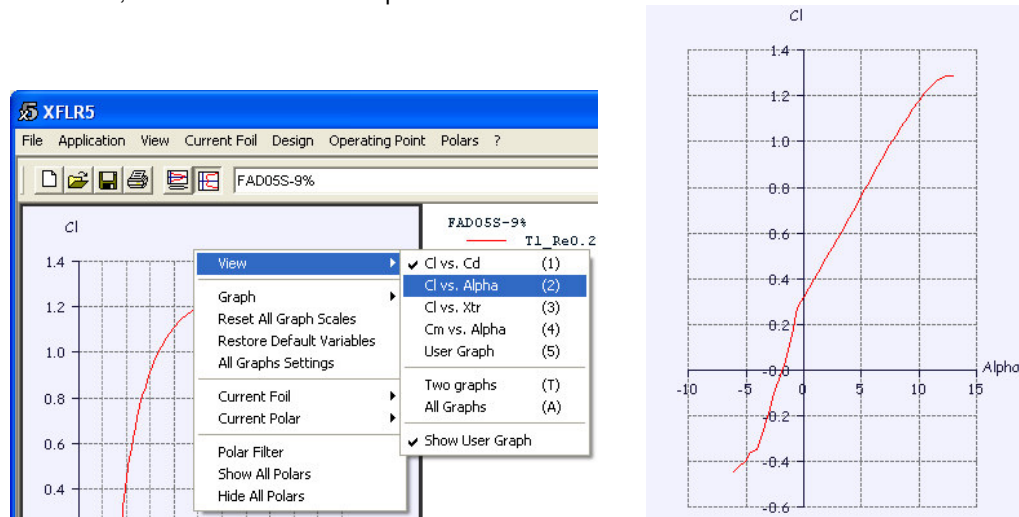 XFLR5
File Application View Current Foil Design Operating Point Polars ?
FAD05S-9%
Cl
1.4
1.2
1.0
0.8
0.6
0.4
FAD05S-9%
T1_Re0.2
View
Graph
Reset All Graph Scales
Restore Default Variables
All Graphs Settings
Current Foil
Current Polar
Polar Filter
Show All Polars
Hide All Polars
Cl vs. Cd (1)
Cl vs. Alpha (2)
Cl vs. Xtr (3)
Cm vs. Alpha (4)
User Graph (5)
Two graphs (T)
All Graphs (A)
Show User Graph
Cl
1.4
1.2
1.0
0.8
0.6
0.4
0.2
-0.0
Alpha
-10 -5 0 5 10 15
-0.2
-0.4
-0.6